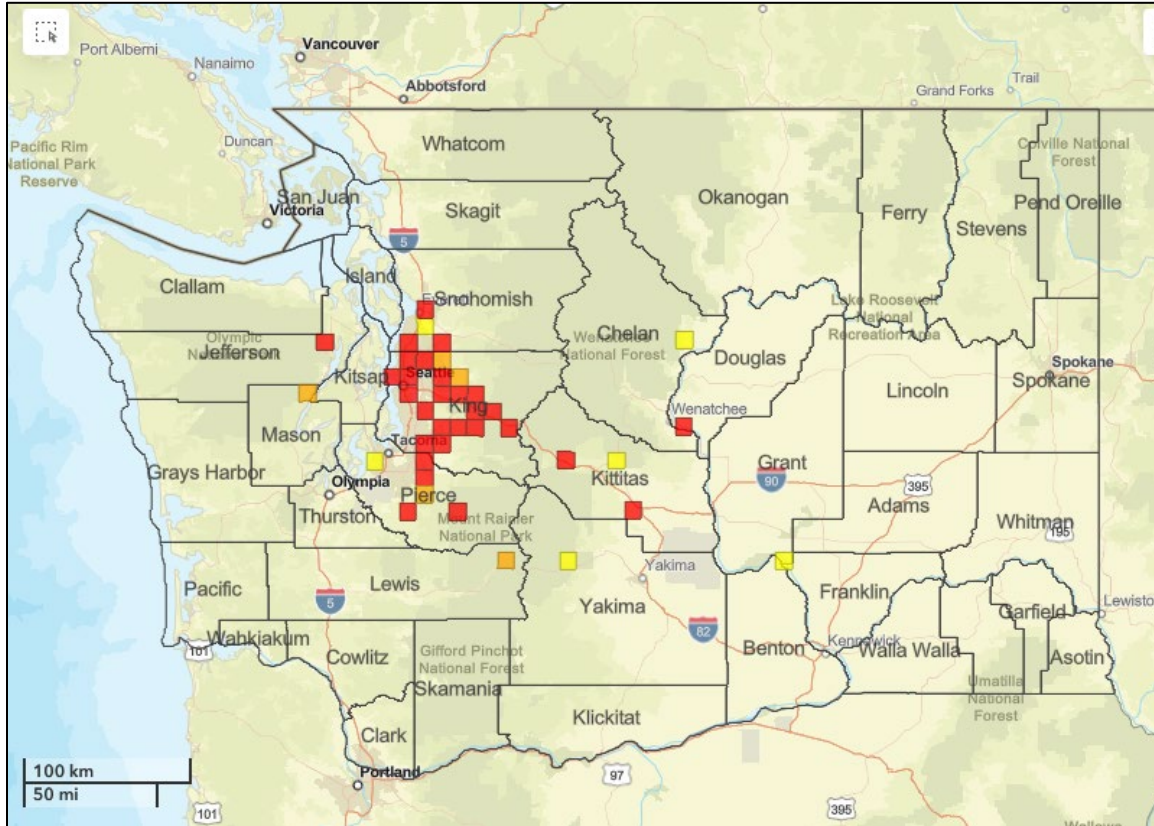 Vancouver
Port Alberni
Nanaimo
Abbotsford
Trail
Grand Forks
Duncan
Pacific Rim
National Park
Reserve
Whatcom
Colville National
Forest
San Juan
Victoria
Skagit
Okanogan
Ferry
Stevens
Pend Oreille
5
Island
Clallam
Snohomish
Everett
Lake Roosevelt
National
Recreation Area
Olympic
Jefferson
Chelan
Wenatchee
National Forest
Douglas
Kitsap
Seattle
Lincoln
Spokane
Spokane
King
Wenatchee
Mason
Tacoma
Grays Harbor
Olympia
Kittitas
Grant
90
395
Pierce
Thurston
Mount Rainier
National Park
Adams
Whitman
195
Pacific
Lewis
5
Yakima
Yakima
Franklin
Garfield
Lewiston
Wahkiakum
101
Cowlitz
Gifford Pinchot
National Forest
82
Benton
Kennewick
Walla Walla
Asotin
Skamania
Umatilla
National
Forest
Clark
Klickitat
100 km
50 mi
Portland
97
101
395